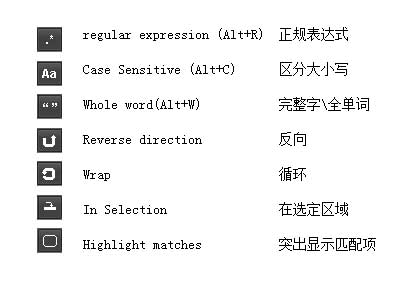 .* regular expression (Alt+R) 正规表达式
Aa Case Sensitive (Alt+C) 区分大小写
“” Whole word(Alt+W) 完整字\全单词
Reverse direction 反向
Wrap 循环
In Selection 在选定区域
Highlight matches 突出显示匹配项